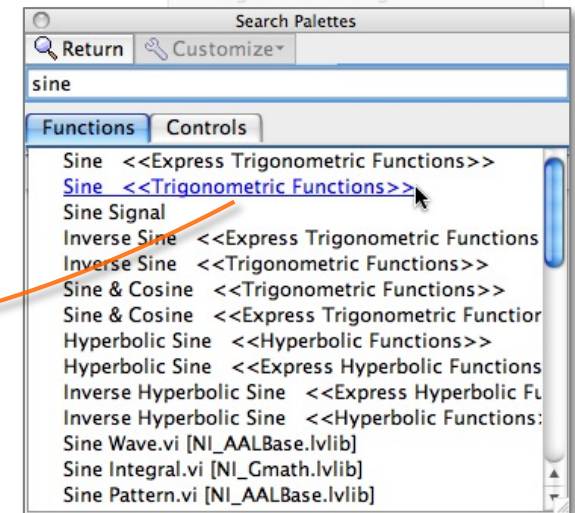 Search Palettes
Return Customize
sine
Functions Controls
Sine <<Express Trigonometric Functions>>
Sine <<Trigonometric Functions>>
Sine Signal
Inverse Sine <<Express Trigonometric Functions
Inverse Sine <<Trigonometric Functions>>
Sine & Cosine <<Trigonometric Functions>>
Sine & Cosine <<Express Trigonometric Function
Hyperbolic Sine <<Hyperbolic Functions>>
Hyperbolic Sine <<Express Hyperbolic Functions
Inverse Hyperbolic Sine <<Express Hyperbolic Fu
Inverse Hyperbolic Sine <<Hyperbolic Functions>
Sine Wave.vi [NI_AALBase.lvlib]
Sine Integral.vi [NI_Gmath.lvlib]
Sine Pattern.vi [NI_AALBase.lvlib]